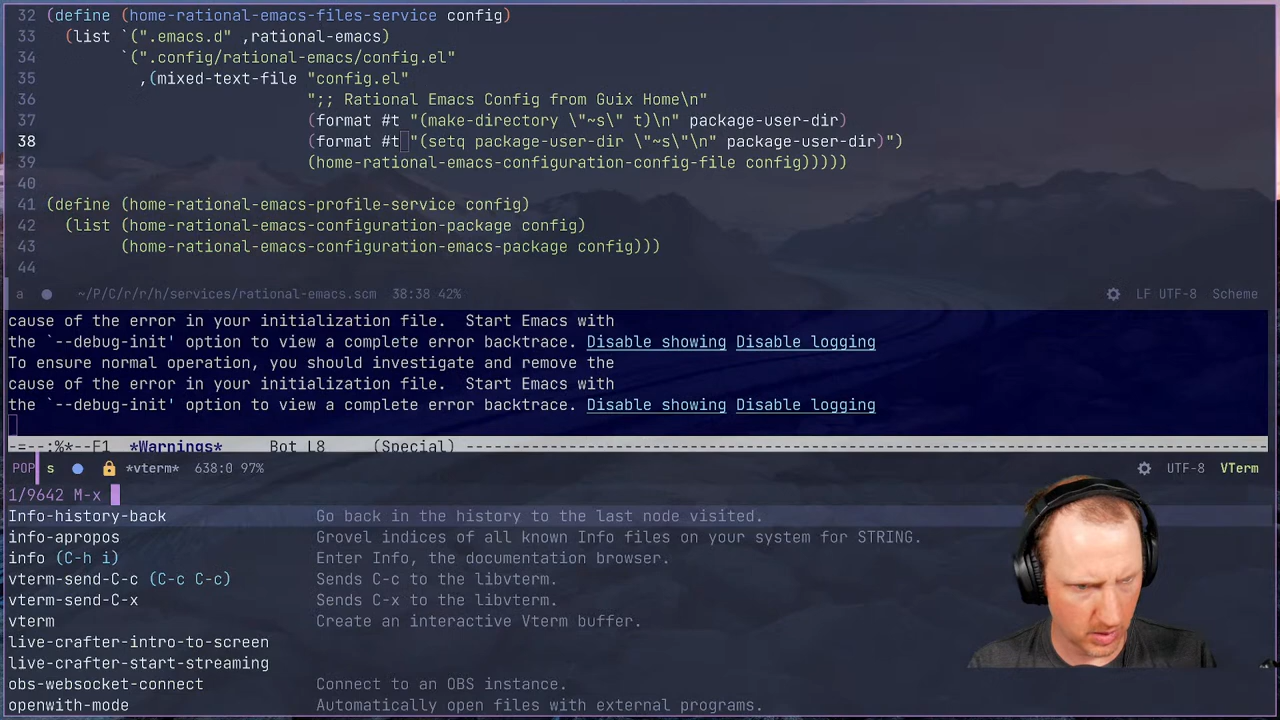 32 (define (home-rational-emacs-files-service config)
33   (list `(".emacs.d" ,rational-emacs)
34         `(".config/rational-emacs/config.el"
35           ,(mixed-text-file "config.el"
36                             ";; Rational Emacs Config from Guix Home\n"
37                             (format #t "(make-directory \"~s\" t)\n" package-user-dir)
38                             (format #t "(setq package-user-dir \"~s\"\n" package-user-dir)")
39                             (home-rational-emacs-configuration-config-file config)))))
40
41 (define (home-rational-emacs-profile-service config)
42   (list (home-rational-emacs-configuration-package config)
43         (home-rational-emacs-configuration-emacs-package config)))
44
a ● ~/P/C/r/r/h/services/rational-emacs.scm 38:38 42% LF UTF-8 Scheme
cause of the error in your initialization file.  Start Emacs with
the `--debug-init' option to view a complete error backtrace. Disable showing Disable logging
To ensure normal operation, you should investigate and remove the
cause of the error in your initialization file.  Start Emacs with
the `--debug-init' option to view a complete error backtrace. Disable showing Disable logging
-=--:%*--F1  *Warnings*     Bot L8     (Special) --------------------------------------------------
POP s ● *vterm* 638:0 97% UTF-8 VTerm
1/9642 M-x
Info-history-back Go back in the history to the last node visited.
info-apropos Grovel indices of all known Info files on your system for STRING.
info (C-h i) Enter Info, the documentation browser.
vterm-send-C-c (C-c C-c) Sends C-c to the libvterm.
vterm-send-C-x Sends C-x to the libvterm.
vterm Create an interactive Vterm buffer.
live-crafter-intro-to-screen
live-crafter-start-streaming
obs-websocket-connect Connect to an OBS instance.
openwith-mode Automatically open files with external programs.